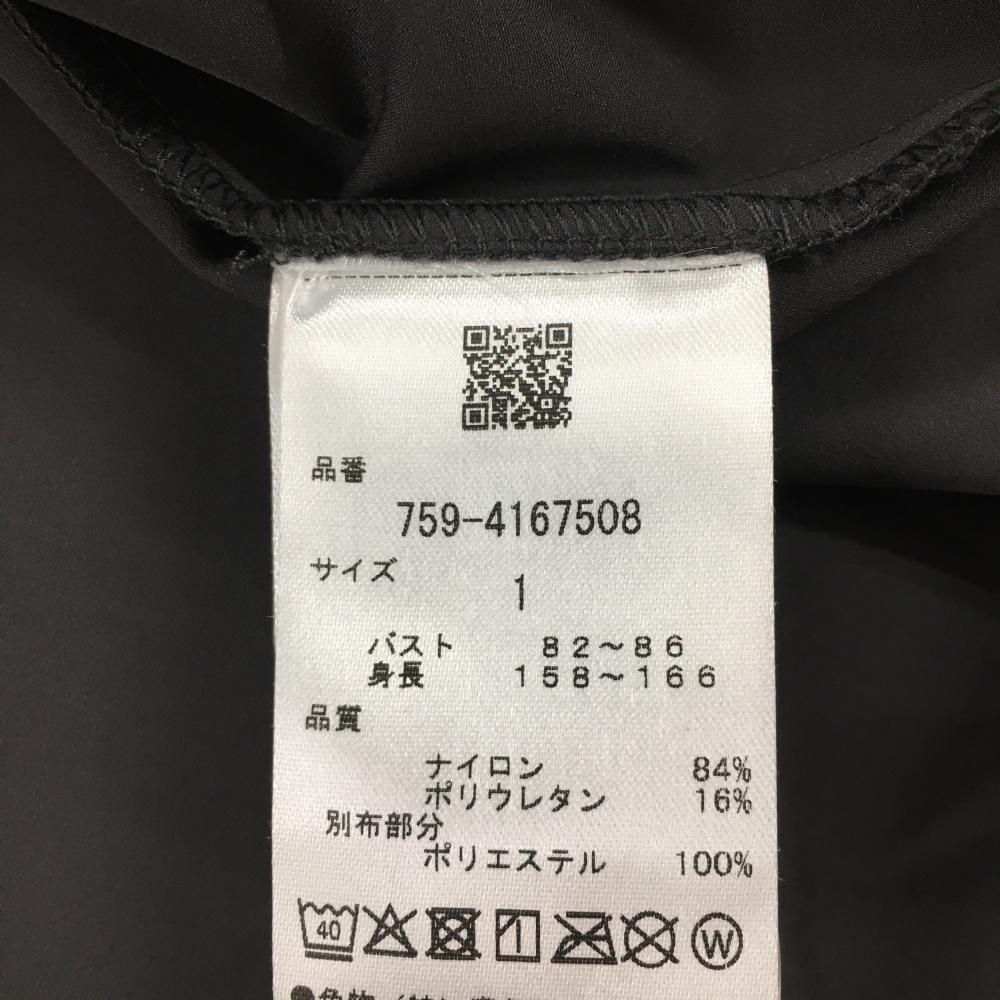 品番
759-4167508
サイズ
1
バスト 82～86
身長 158～166
品質
ナイロン 84%
ポリウレタン 16%
別布部分
ポリエステル 100%
40 W